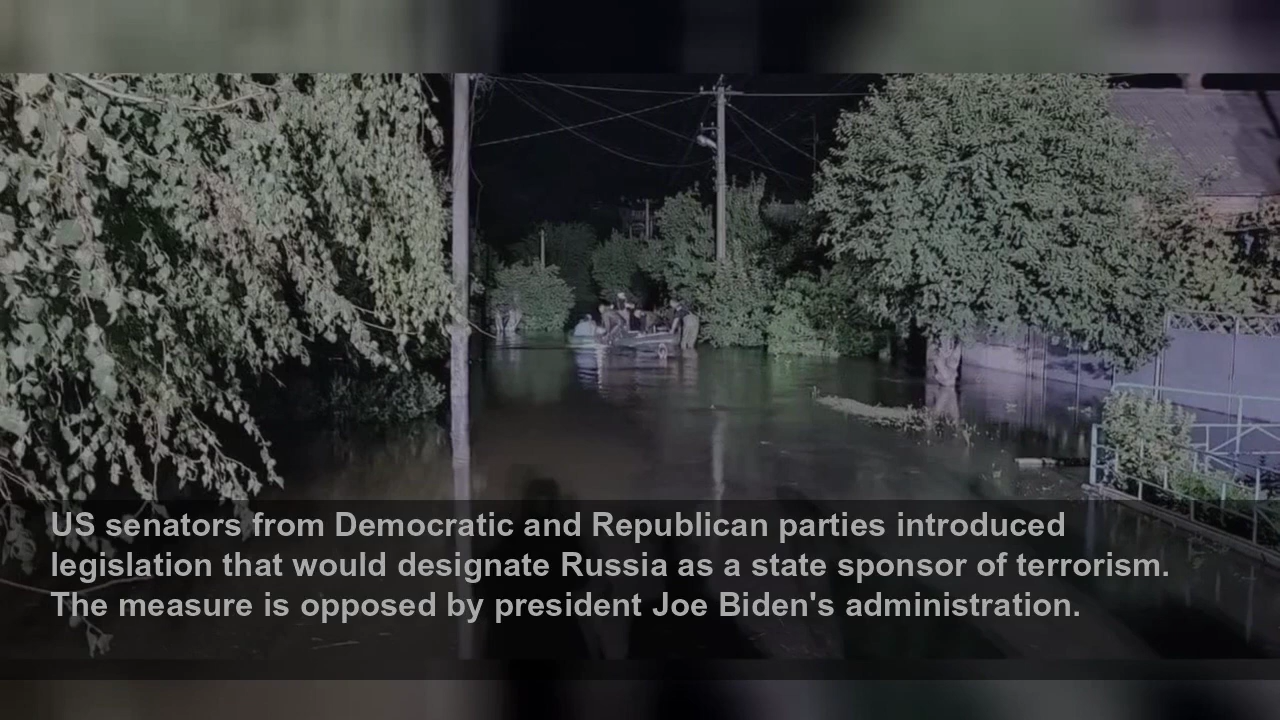 US senators from Democratic and Republican parties introduced
legislation that would designate Russia as a state sponsor of terrorism.
The measure is opposed by president Joe Biden's administration.